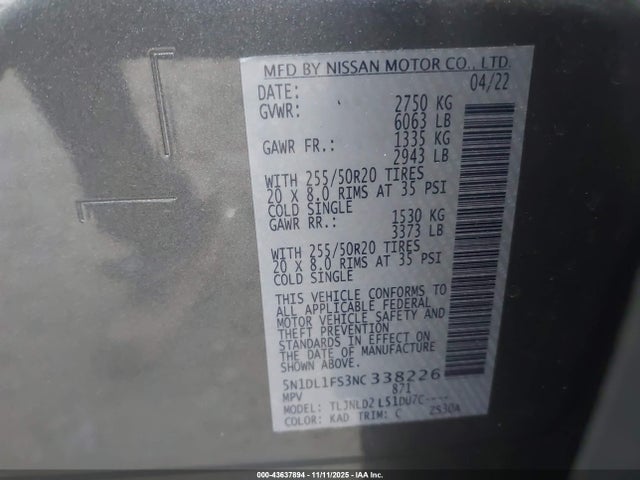 MFD BY NISSAN MOTOR CO., LTD.
DATE: 04/22
GVWR: 2750 KG
6063 LB
GAWR FR.: 1335 KG
2943 LB
WITH 255/50R20 TIRES
20 X 8.0 RIMS AT 35 PSI
COLD SINGLE
GAWR RR.: 1530 KG
3373 LB
WITH 255/50R20 TIRES
20 X 8.0 RIMS AT 35 PSI
COLD SINGLE
THIS VEHICLE CONFORMS TO
ALL APPLICABLE FEDERAL
MOTOR VEHICLE SAFETY AND
THEFT PREVENTION
STANDARDS IN EFFECT ON
THE DATE OF MANUFACTURE
SHOWN ABOVE.
5N1DL1FS3NC338226
MPV 871
MODEL: TLJNLD2 L51DU7C----
COLOR: KAD TRIM: C ZS30A
000-43637894 - 11/11/2025 - IAA Inc.